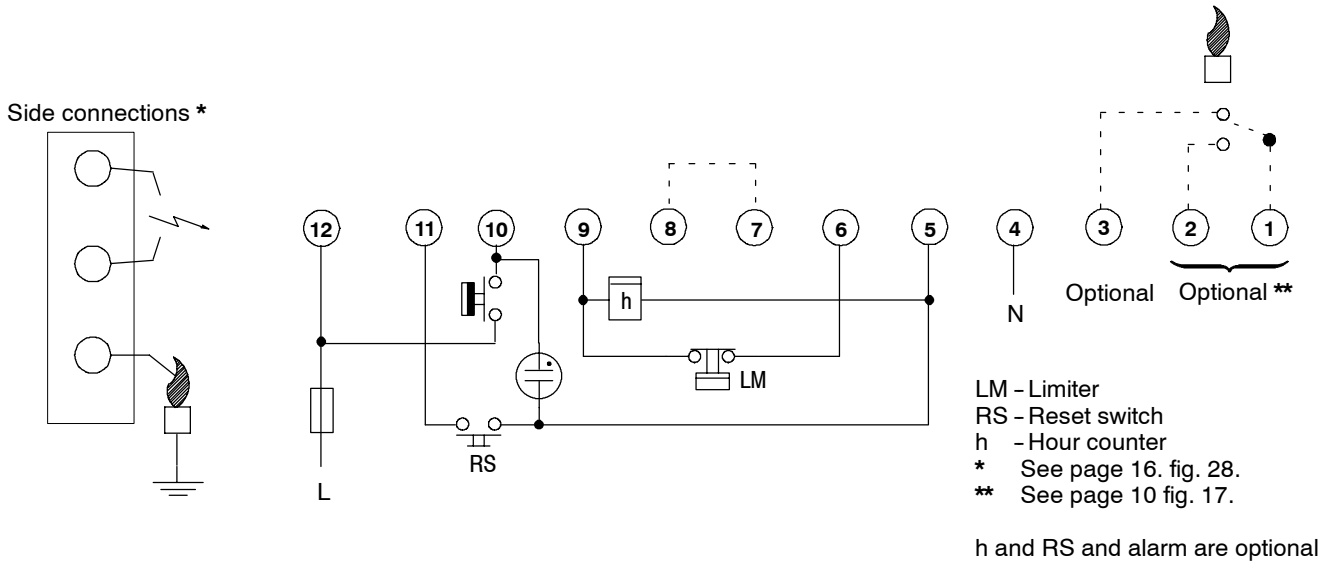 Side connections *
12
11
10
9
8
7
6
5
4
3
2
1
h
N
Optional
Optional **
LM
RS
L
LM – Limiter
RS – Reset switch
h – Hour counter
* See page 16. fig. 28.
** See page 10 fig. 17.
h and RS and alarm are optional